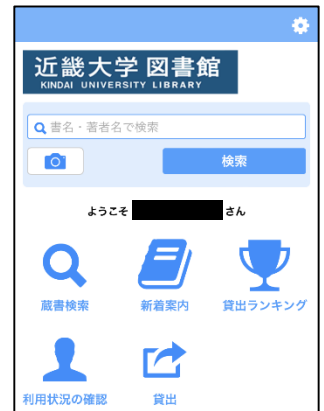 近畿大学 図書館
KINDAI UNIVERSITY LIBRARY
書名・著者名で検索
検索
ようこそ さん
蔵書検索 新着案内 貸出ランキング
利用状況の確認 貸出